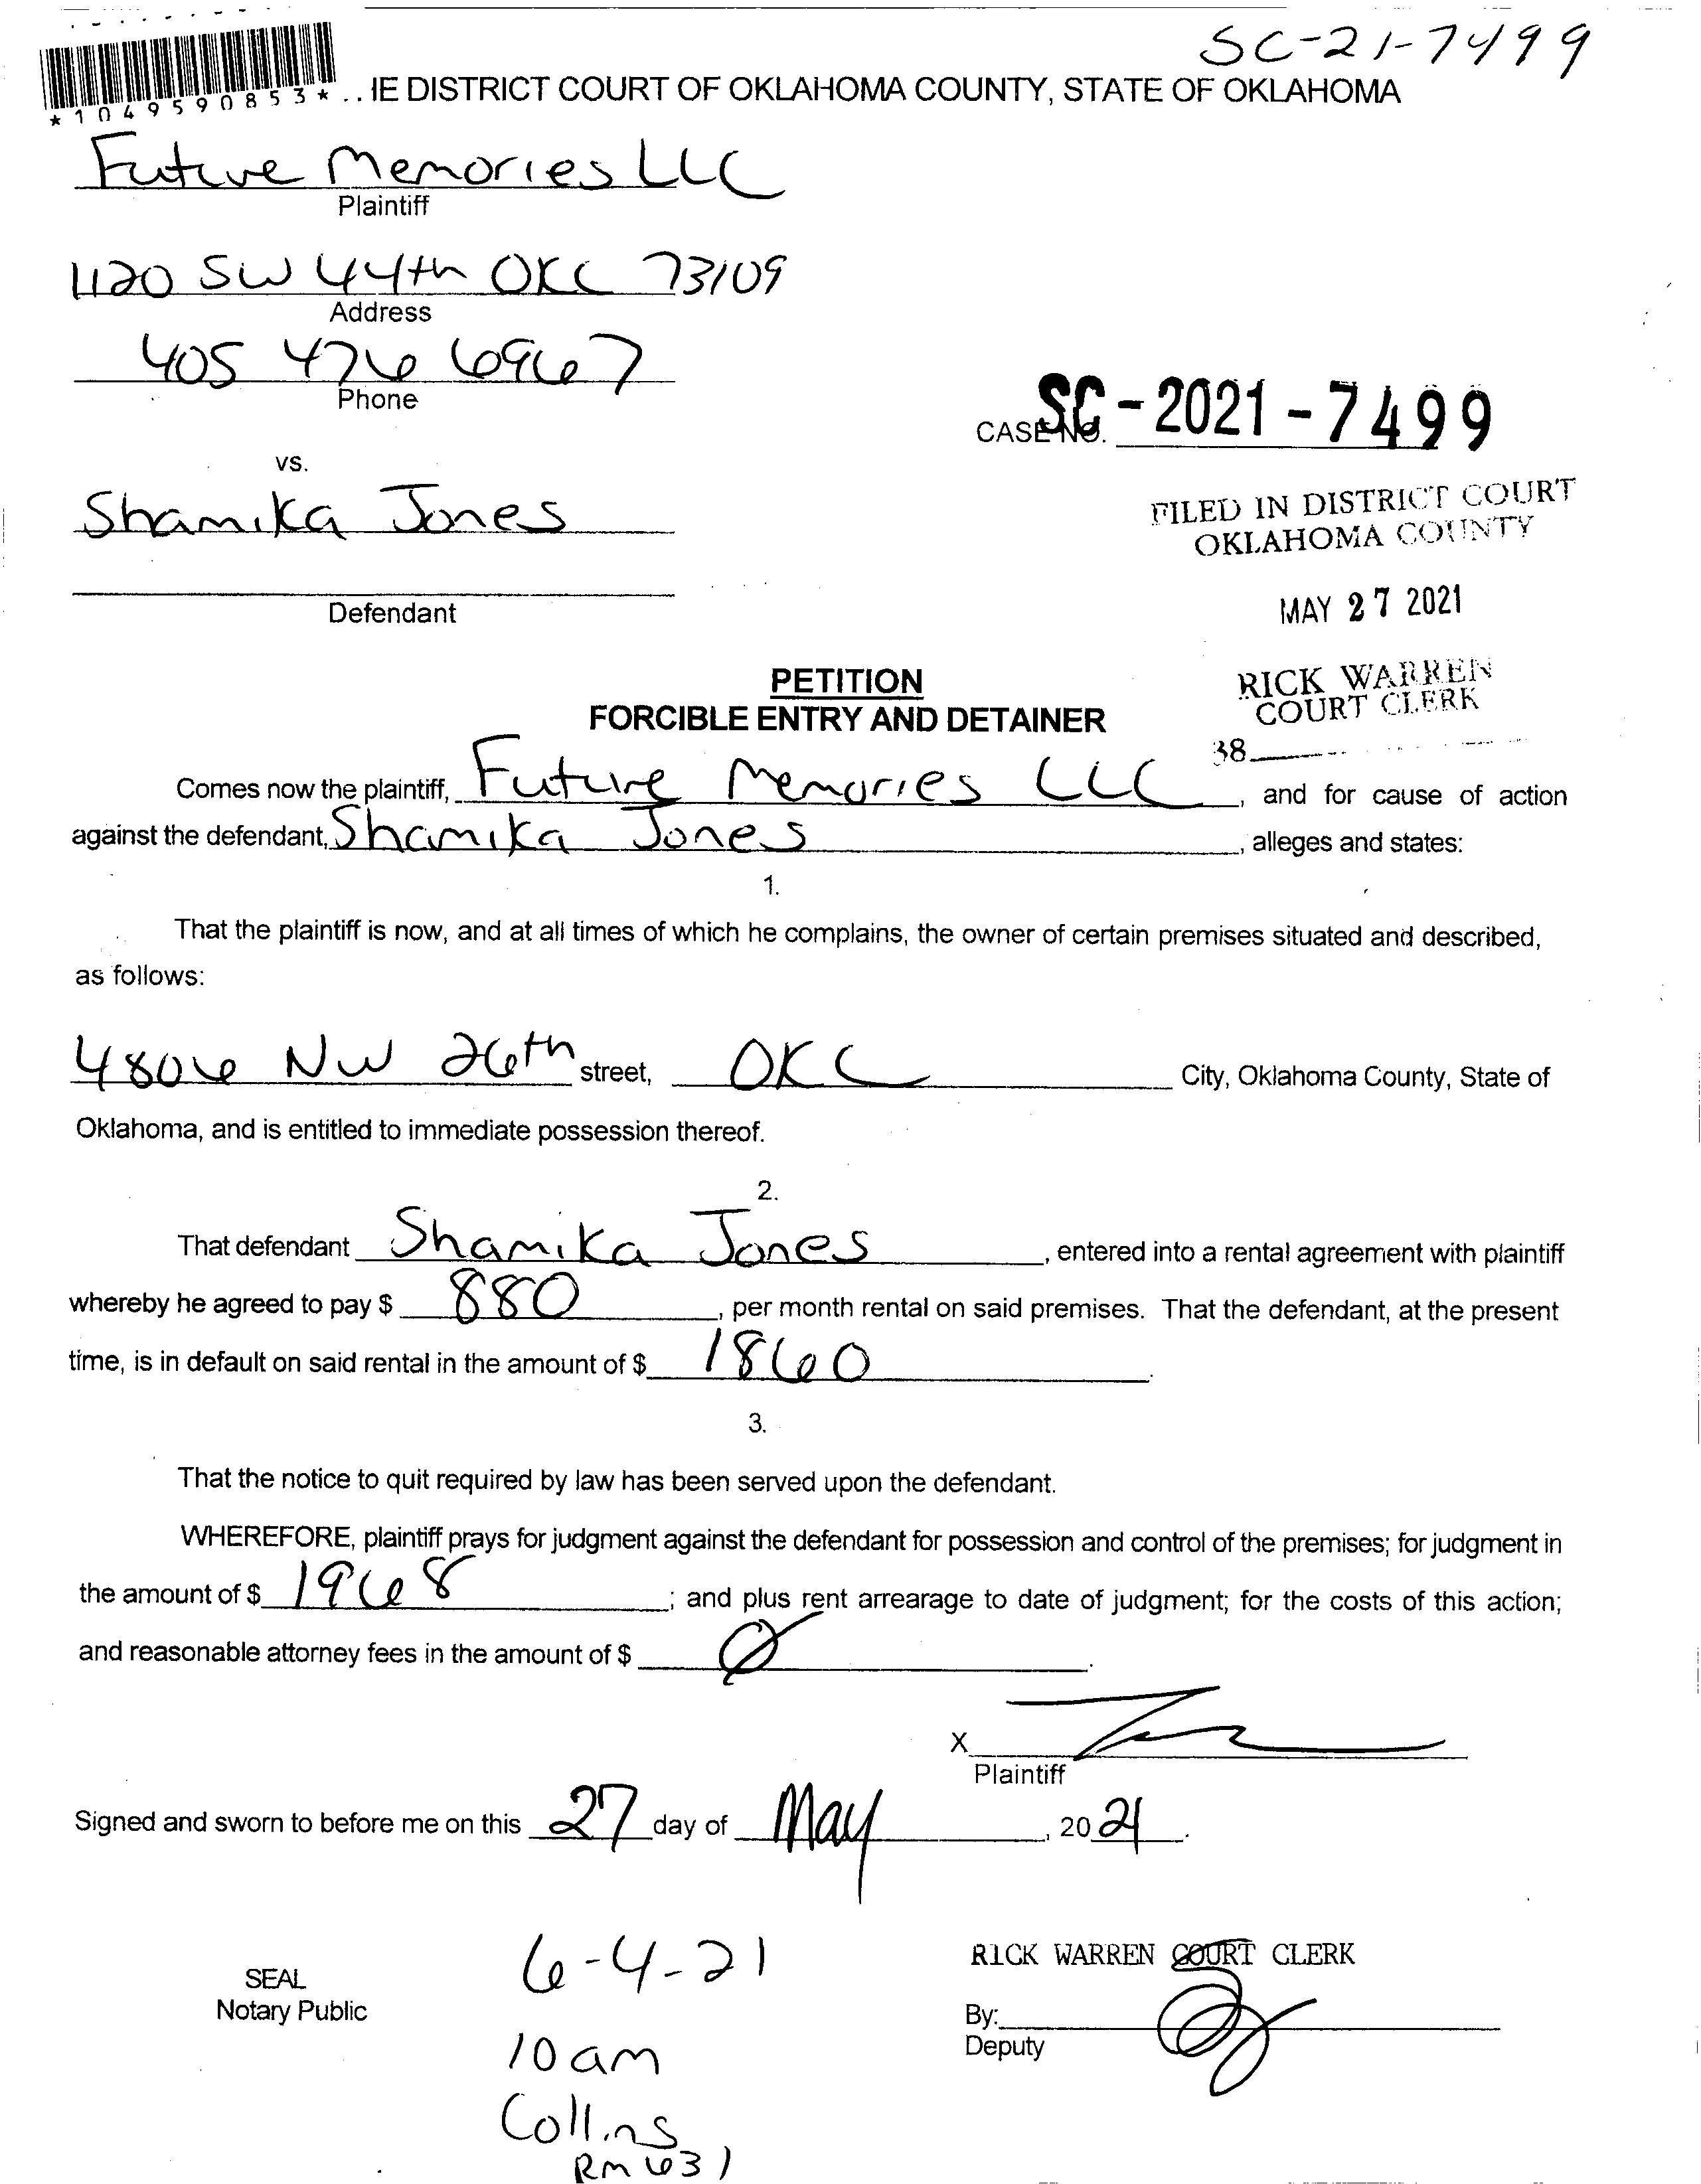 SC-21-7499
*1049590853* . . IE DISTRICT COURT OF OKLAHOMA COUNTY, STATE OF OKLAHOMA
Future Memories LLC
Plaintiff
1120 SW 44th OKC 73109
Address
405 476 6967
Phone
CASE NO. SC-2021-7499
vs.
Shamika Jones
FILED IN DISTRICT COURT
OKLAHOMA COUNTY
Defendant
MAY 27 2021
PETITION
FORCIBLE ENTRY AND DETAINER
RICK WARREN
COURT CLERK
38
Comes now the plaintiff, Future Memories LLC, and for cause of action
against the defendant, Shamika Jones, alleges and states:
1.
That the plaintiff is now, and at all times of which he complains, the owner of certain premises situated and described,
as follows:
4806 NW 26th street, OKC City, Oklahoma County, State of
Oklahoma, and is entitled to immediate possession thereof.
2.
That defendant Shamika Jones, entered into a rental agreement with plaintiff
whereby he agreed to pay $ 880, per month rental on said premises. That the defendant, at the present
time, is in default on said rental in the amount of $ 1860.
3.
That the notice to quit required by law has been served upon the defendant.
WHEREFORE, plaintiff prays for judgment against the defendant for possession and control of the premises; for judgment in
the amount of $ 1968; and plus rent arrearage to date of judgment; for the costs of this action;
and reasonable attorney fees in the amount of $ Ø.
X
Plaintiff
Signed and sworn to before me on this 27 day of May, 2021.
SEAL
Notary Public
6-4-21
10 am
Collins
Rm 631
RICK WARREN COURT CLERK
By:
Deputy